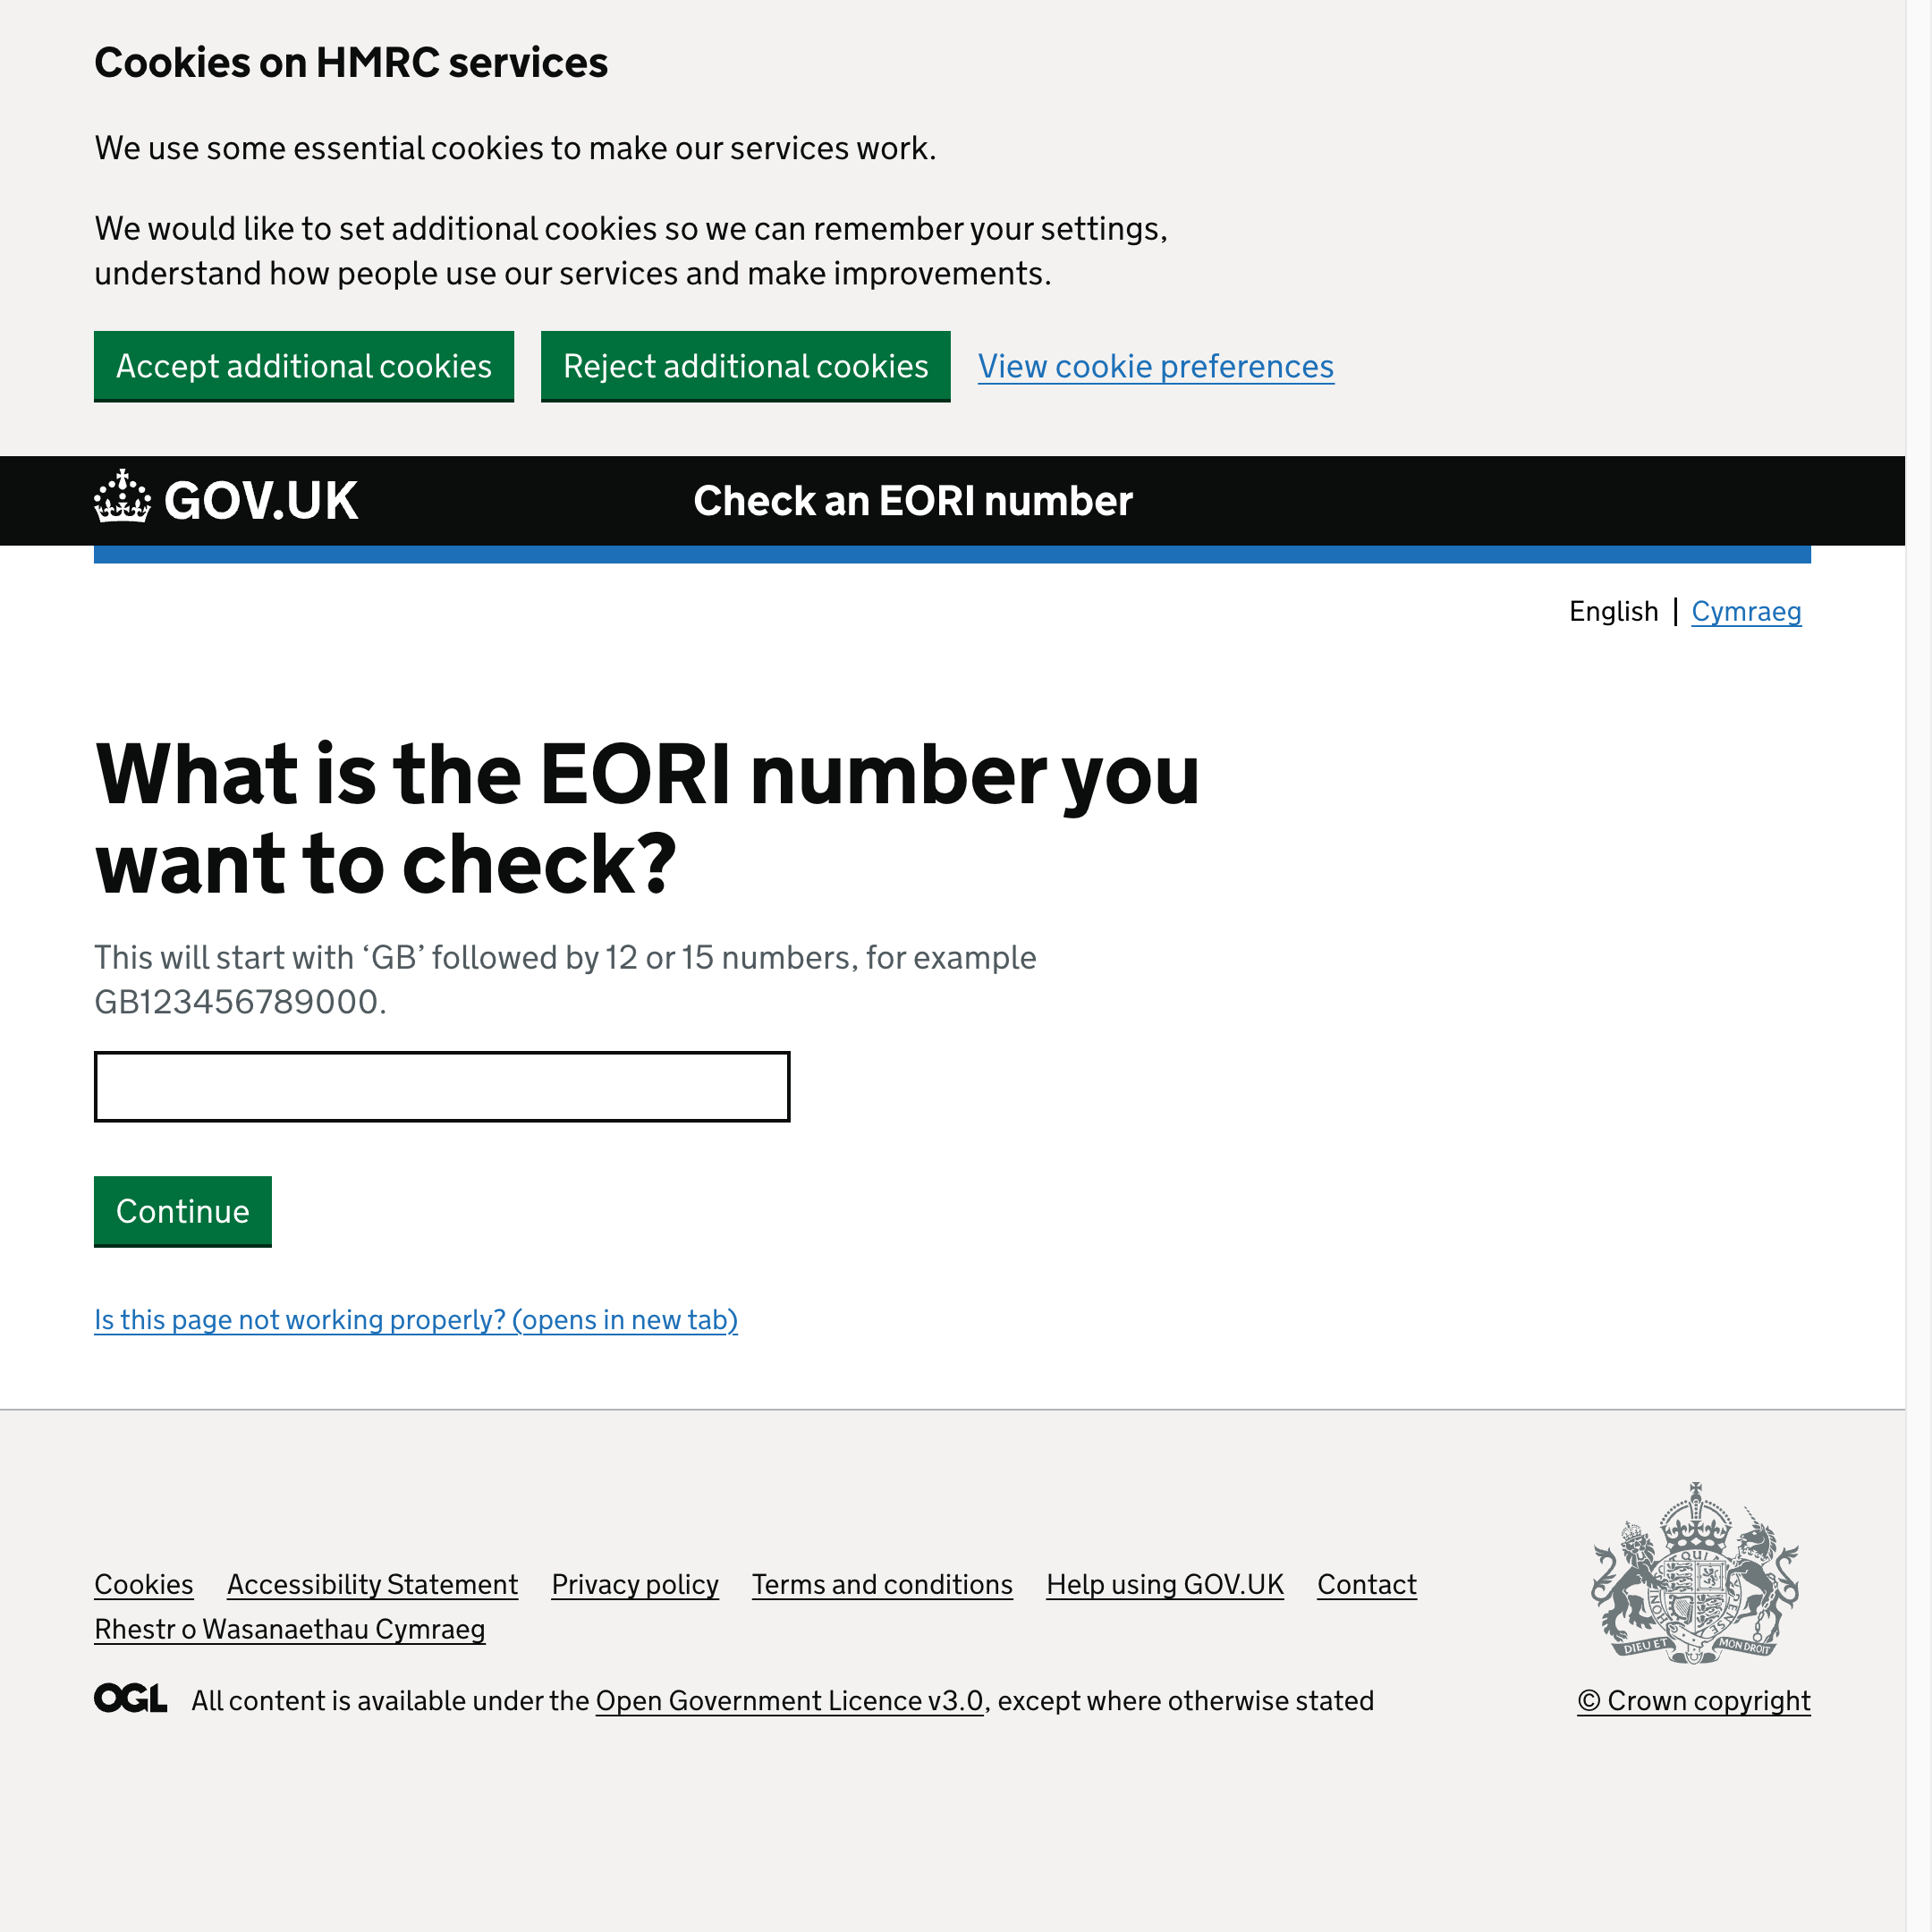 Cookies on HMRC services
We use some essential cookies to make our services work.
We would like to set additional cookies so we can remember your settings,
understand how people use our services and make improvements.
Accept additional cookies Reject additional cookies View cookie preferences
GOV.UK Check an EORI number
English | Cymraeg
What is the EORI number you
want to check?
This will start with ‘GB’ followed by 12 or 15 numbers, for example
GB123456789000.
Continue
Is this page not working properly? (opens in new tab)
Cookies Accessibility Statement Privacy policy Terms and conditions Help using GOV.UK Contact
Rhestr o Wasanaethau Cymraeg
DIEU ET MON DROIT
OGL All content is available under the Open Government Licence v3.0, except where otherwise stated
© Crown copyright